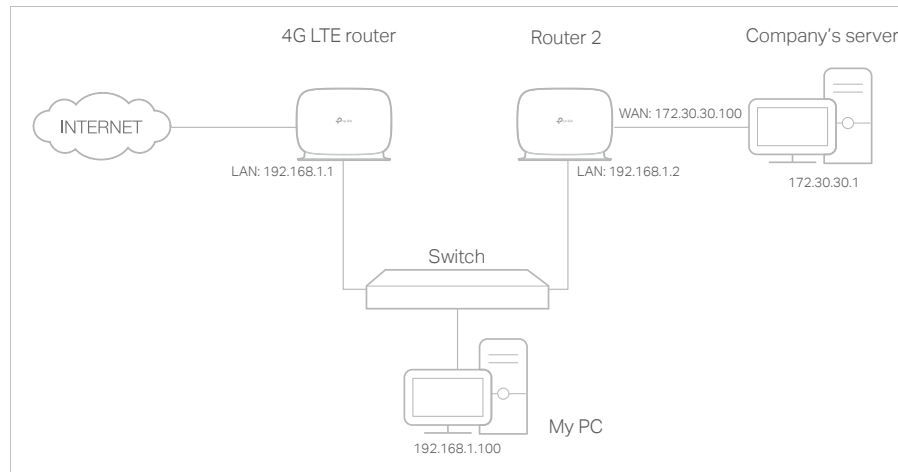 4G LTE router
Router 2
Company's server
INTERNET
WAN: 172.30.30.100
LAN: 192.168.1.1
LAN: 192.168.1.2
172.30.30.1
Switch
My PC
192.168.1.100